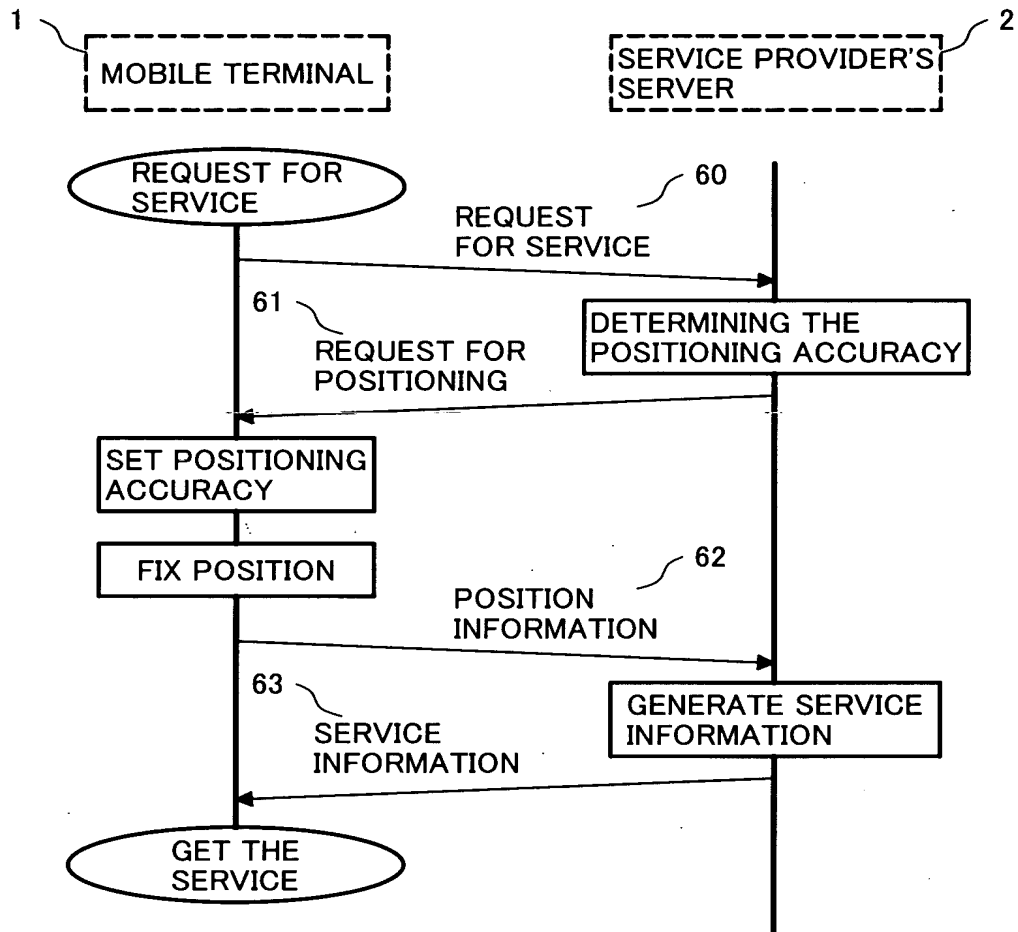 1
2
MOBILE TERMINAL
SERVICE PROVIDER'S
SERVER
REQUEST FOR
SERVICE
60
REQUEST
FOR SERVICE
61
REQUEST FOR
POSITIONING
DETERMINING THE
POSITIONING ACCURACY
SET POSITIONING
ACCURACY
FIX POSITION
62
POSITION
INFORMATION
63
SERVICE
INFORMATION
GENERATE SERVICE
INFORMATION
GET THE
SERVICE